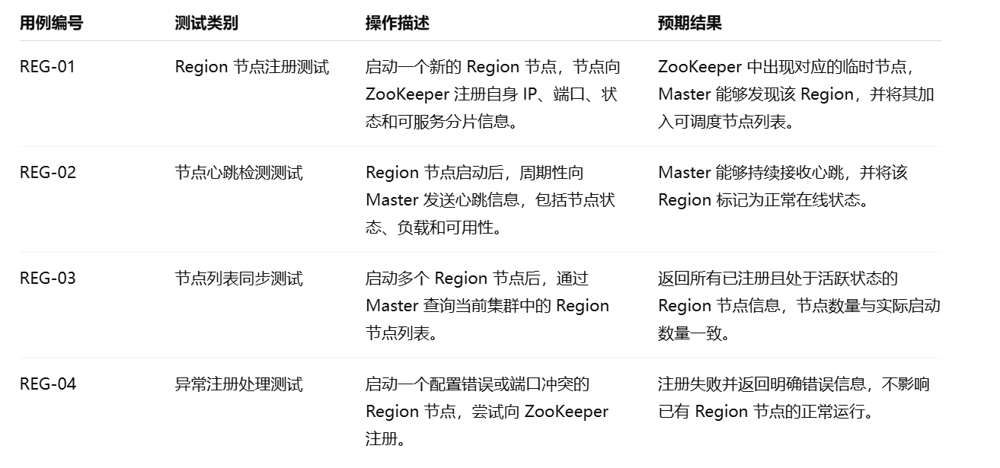 用例编号 测试类别 操作描述 预期结果
REG-01 Region 节点注册测试 启动一个新的 Region 节点，节点向 ZooKeeper 中出现对应的临时节点，
ZooKeeper 注册自身 IP、端口、状 Master 能够发现该 Region，并将其加
态和可服务分片信息。 入可调度节点列表。
REG-02 节点心跳检测测试 Region 节点启动后，周期性向 Master 能够持续接收心跳，并将该
Master 发送心跳信息，包括节点状 Region 标记为正常在线状态。
态、负载和可用性。
REG-03 节点列表同步测试 启动多个 Region 节点后，通过 返回所有已注册且处于活跃状态的
Master 查询当前集群中的 Region Region 节点信息，节点数量与实际启动
节点列表。 数量一致。
REG-04 异常注册处理测试 启动一个配置错误或端口冲突的 注册失败并返回明确错误信息，不影响
Region 节点，尝试向 ZooKeeper 已有 Region 节点的正常运行。
注册。